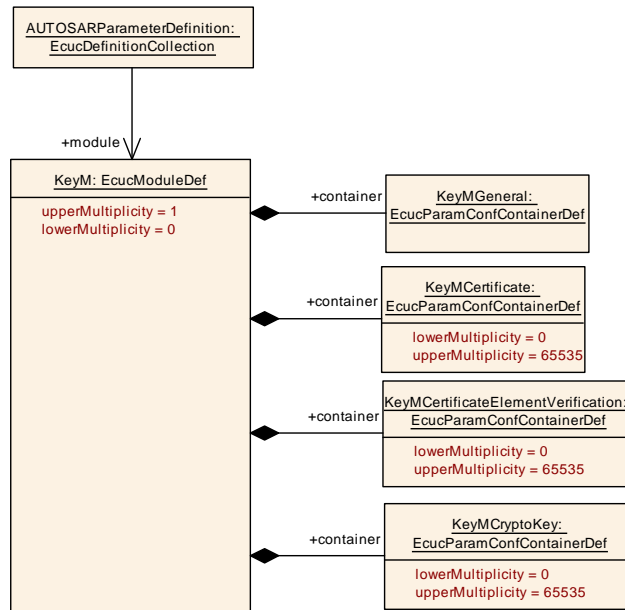 AUTOSARParameterDefinition:
EcucDefinitionCollection
+module
KeyM: EcucModuleDef
upperMultiplicity = 1
lowerMultiplicity = 0
+container
KeyMGeneral:
EcucParamConfContainerDef
+container
KeyMCertificate:
EcucParamConfContainerDef
lowerMultiplicity = 0
upperMultiplicity = 65535
+container
KeyMCertificateElementVerification:
EcucParamConfContainerDef
lowerMultiplicity = 0
upperMultiplicity = 65535
+container
KeyMCryptoKey:
EcucParamConfContainerDef
lowerMultiplicity = 0
upperMultiplicity = 65535